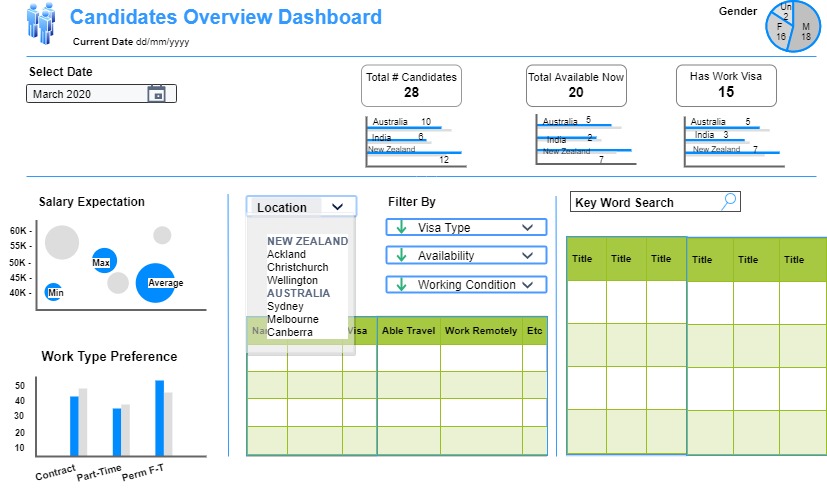 Candidates Overview Dashboard
Current Date dd/mm/yyyy
Gender
Un
2
F
16
M
18
Select Date
March 2020
Total # Candidates
28
Australia 10
India 6
New Zealand
12
Total Available Now
20
Australia 5
India 2
New Zealand
7
Has Work Visa
15
Australia 5
India 3
New Zealand 7
Salary Expectation
60K -
55K -
50K -
45K -
40K -
Min
Max
Average
Work Type Preference
50
40
30
20
10
Contract
Part-Time
Perm F-T
Location
NEW ZEALAND
Ackland
Christchurch
Wellington
AUSTRALIA
Sydney
Melbourne
Canberra
Filter By
Visa Type
Availability
Working Condition
Visa Able Travel Work Remotely Etc
Key Word Search
Title Title Title Title Title Title